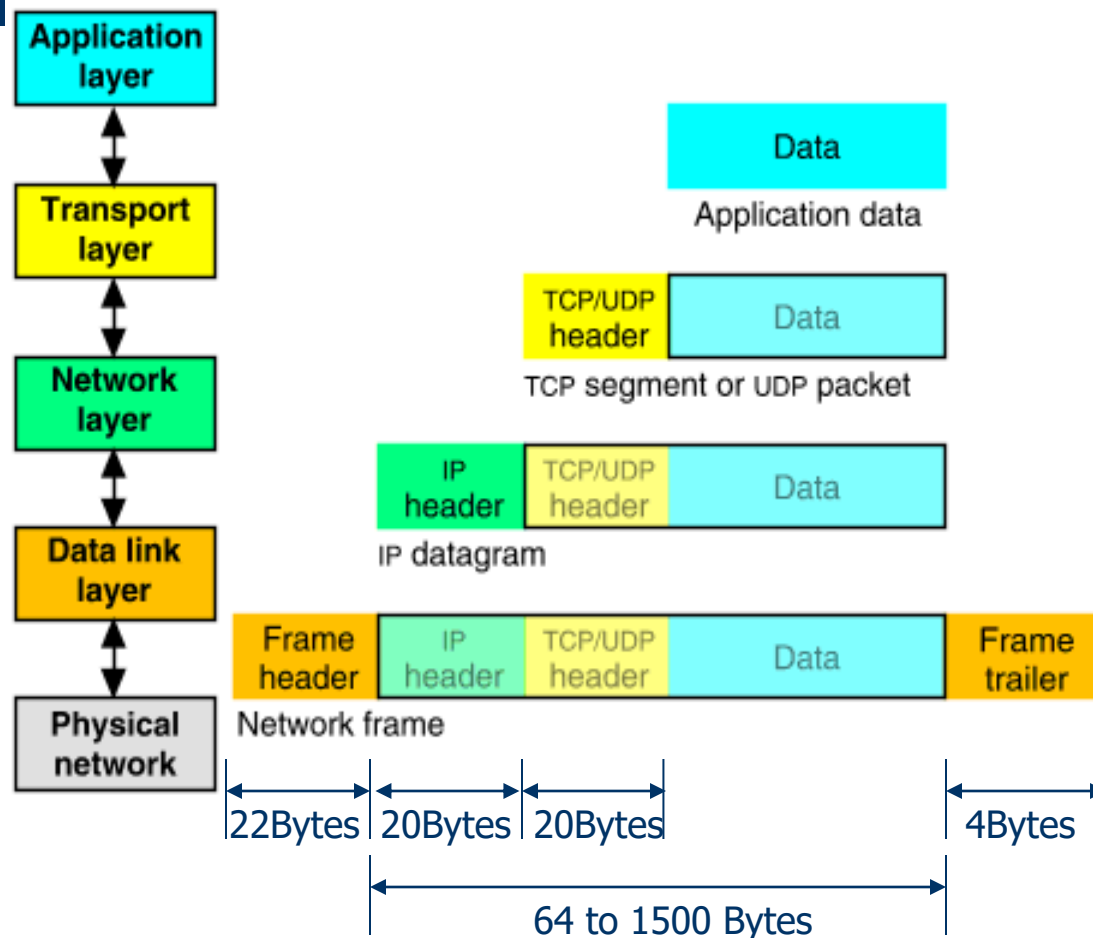 Application
layer
Data
Application data
Transport
layer
TCP/UDP
header
Data
TCP segment or UDP packet
Network
layer
IP
header
TCP/UDP
header
Data
IP datagram
Data link
layer
Frame
header
IP
header
TCP/UDP
header
Data
Frame
trailer
Network frame
Physical
network
22Bytes
20Bytes
20Bytes
4Bytes
64 to 1500 Bytes